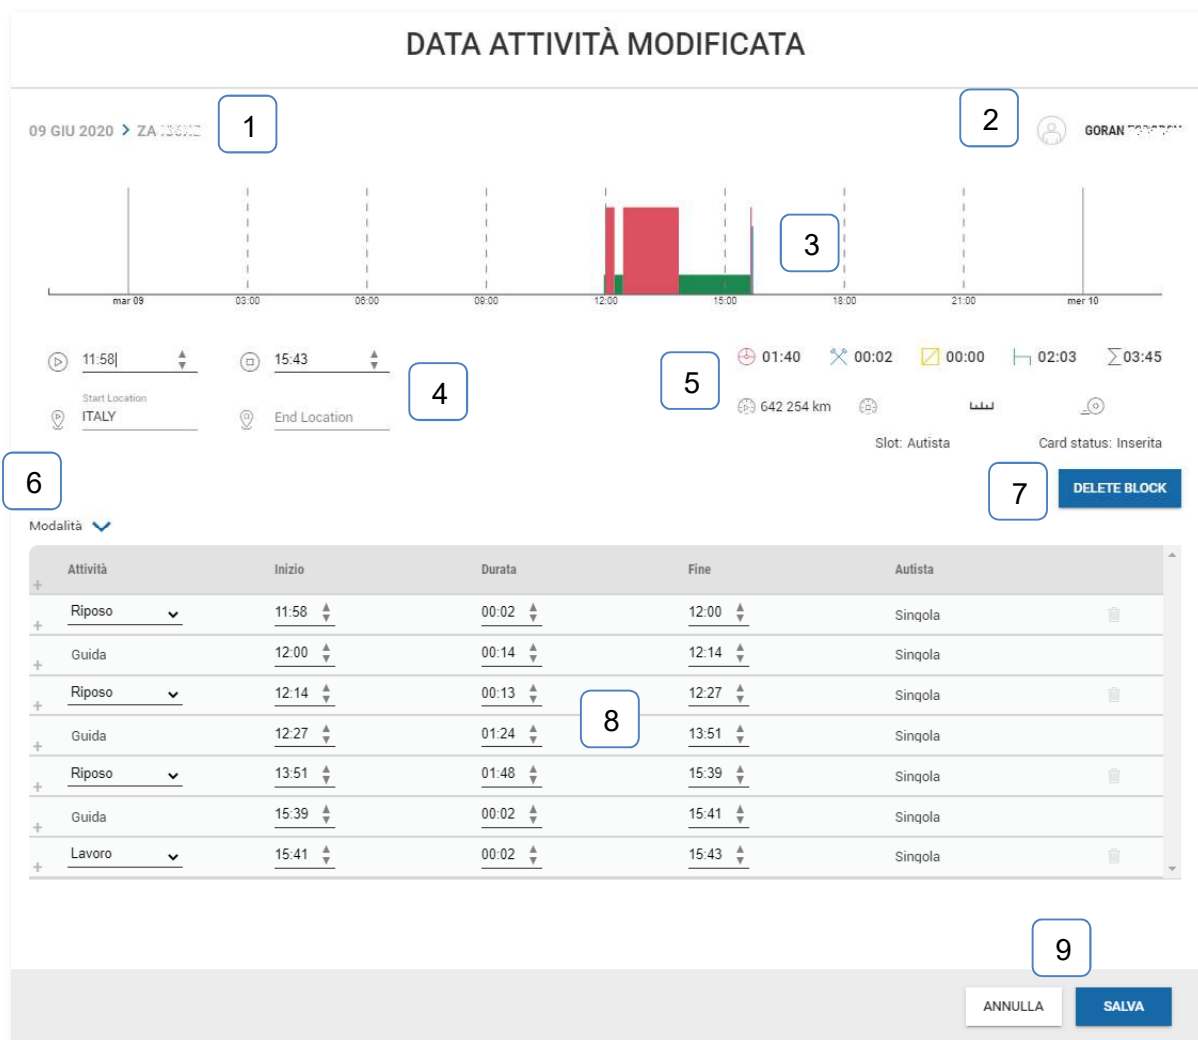 DATA ATTIVITÀ MODIFICATA
09 GIU 2020 > ZA
1
2
GORAN
3
mar 09 03:00 06:00 09:00 12:00 15:00 18:00 21:00 mer 10
11:58 15:43
4
5
01:40 00:02 00:00 02:03 ∑03:45
Start Location
ITALY
End Location
642 254 km
Slot: Autista Card status: Inserita
6
7
DELETE BLOCK
Modalità
Attività Inizio Durata Fine Autista
+
Riposo 11:58 00:02 12:00 Singola
+
Guida 12:00 00:14 12:14 Singola
+
Riposo 12:14 00:13 12:27 Singola
+
8
Guida 12:27 01:24 13:51 Singola
+
Riposo 13:51 01:48 15:39 Singola
+
Guida 15:39 00:02 15:41 Singola
+
Lavoro 15:41 00:02 15:43 Singola
+
9
ANNULLA SALVA